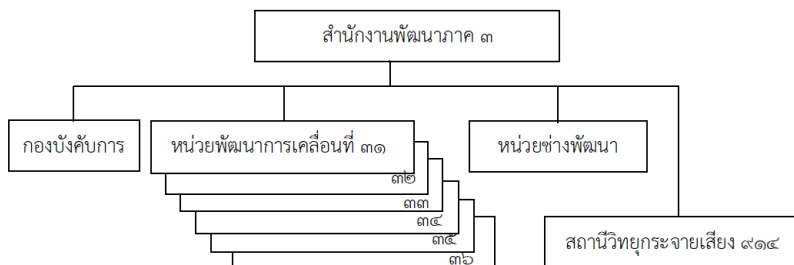 สำนักงานพัฒนาภาค ๓
กองบังคับการ
หน่วยพัฒนาการเคลื่อนที่ ๓๑
หน่วยช่างพัฒนา
๓๒
๓๓
๓๔
๓๕
๓๖
สถานีวิทยุกระจายเสียง ๙๑๔